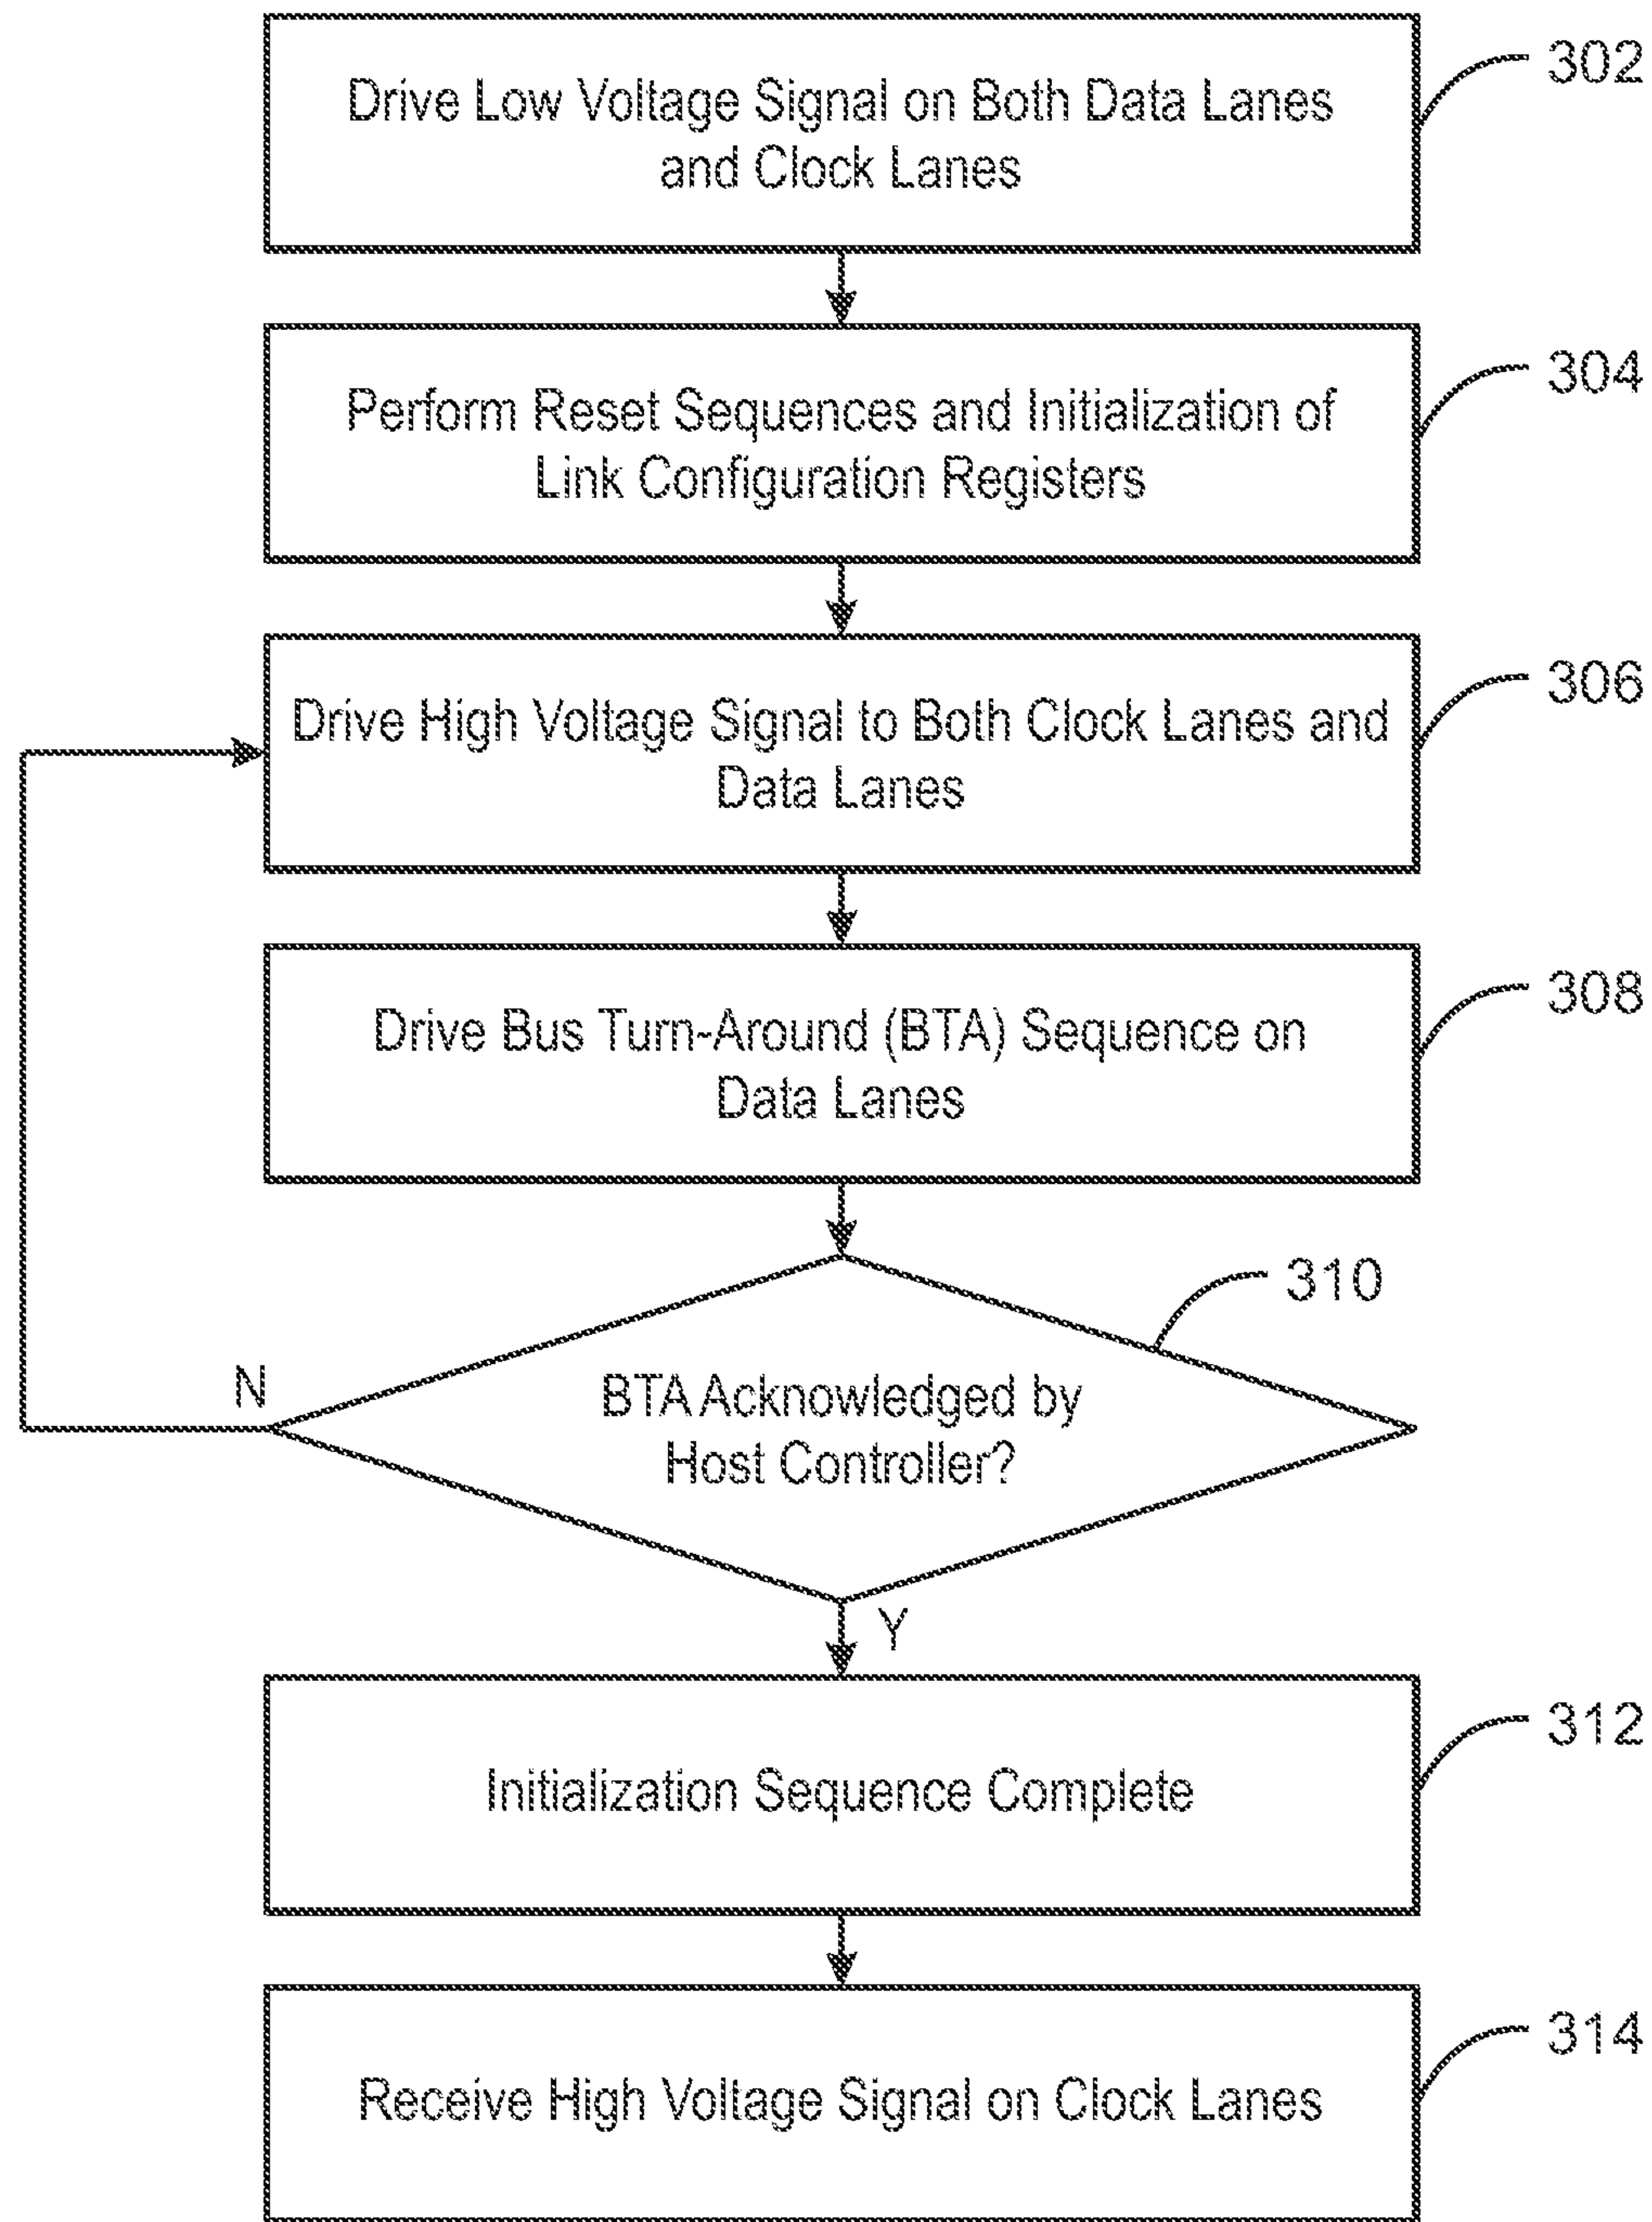 Drive Low Voltage Signal on Both Data Lanes
and Clock Lanes
302
Perform Reset Sequences and Initialization of
Link Configuration Registers
304
Drive High Voltage Signal to Both Clock Lanes and
Data Lanes
306
Drive Bus Turn-Around (BTA) Sequence on
Data Lanes
308
310
BTA Acknowledged by
Host Controller?
N
Y
Initialization Sequence Complete
312
Receive High Voltage Signal on Clock Lanes
314